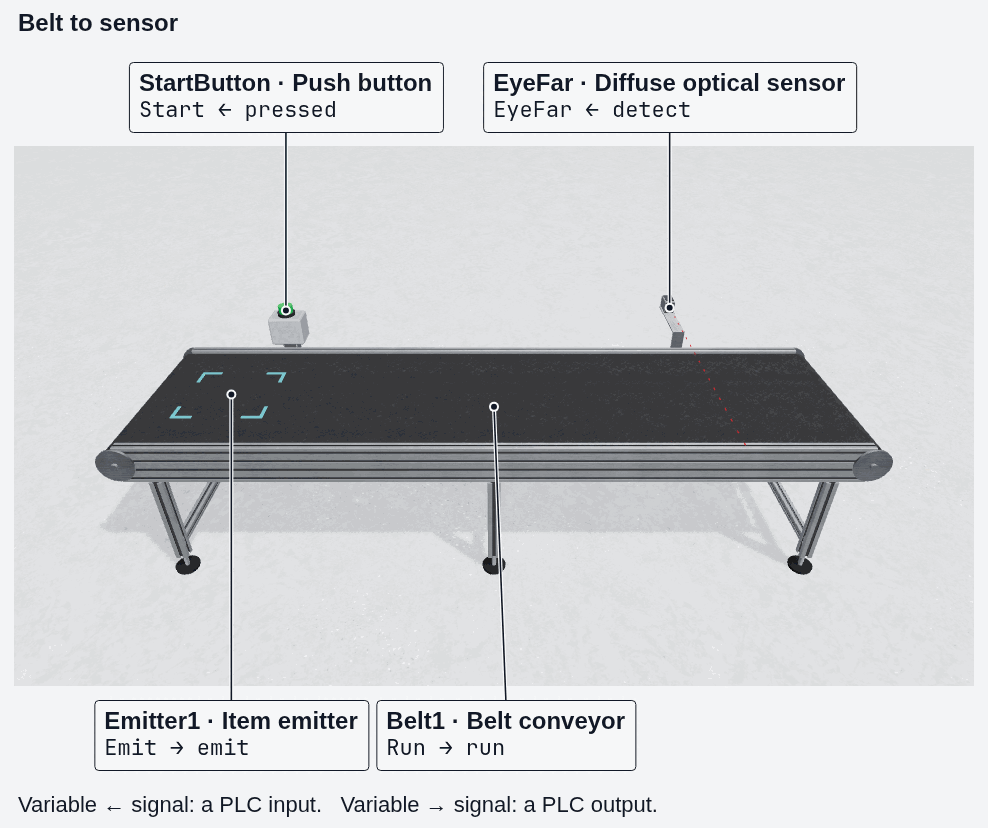 Belt to sensor
StartButton · Push button
Start ← pressed
EyeFar · Diffuse optical sensor
EyeFar ← detect
Emitter1 · Item emitter
Emit → emit
Belt1 · Belt conveyor
Run → run
Variable ← signal: a PLC input. Variable → signal: a PLC output.